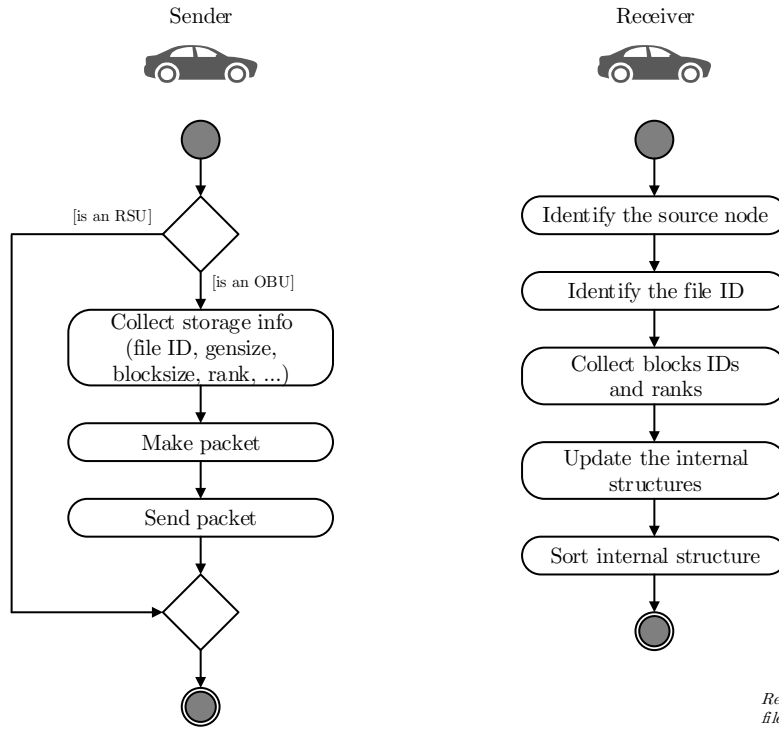 Sender
[is an RSU]
[is an OBU]
Collect storage info
(file ID, gensize,
blocksize, rank, ...)
Make packet
Send packet
Receiver
Identify the source node
Identify the file ID
Collect blocks IDs
and ranks
Update the internal
structures
Sort internal structure
Re
file